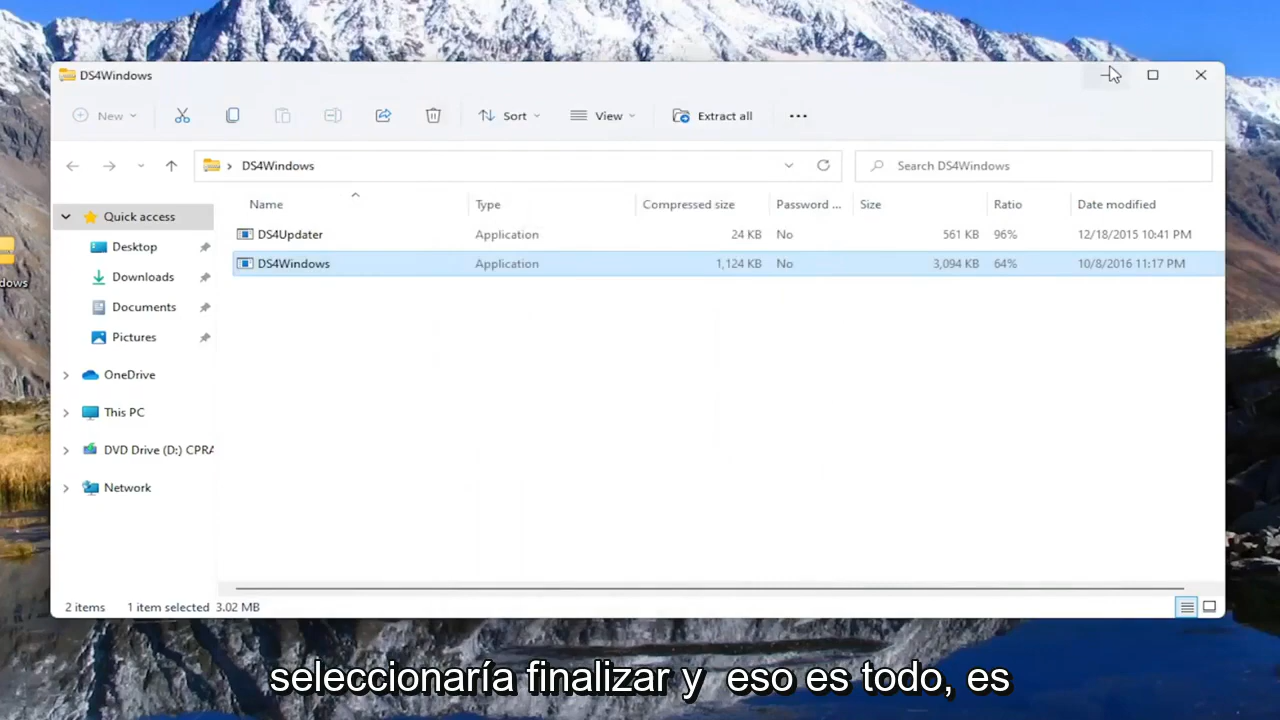 DS4Windows
New
Sort
View
Extract all
DS4Windows
Search DS4Windows
Name Type Compressed size Password ... Size Ratio Date modified
Quick access
DS4Updater Application 24 KB No 561 KB 96% 12/18/2015 10:41 PM
Desktop
DS4Windows Application 1,124 KB No 3,094 KB 64% 10/8/2016 11:17 PM
Downloads
dows
Documents
Pictures
OneDrive
This PC
DVD Drive (D:) CPRA
Network
2 items 1 item selected 3.02 MB
seleccionaría finalizar y eso es todo, es